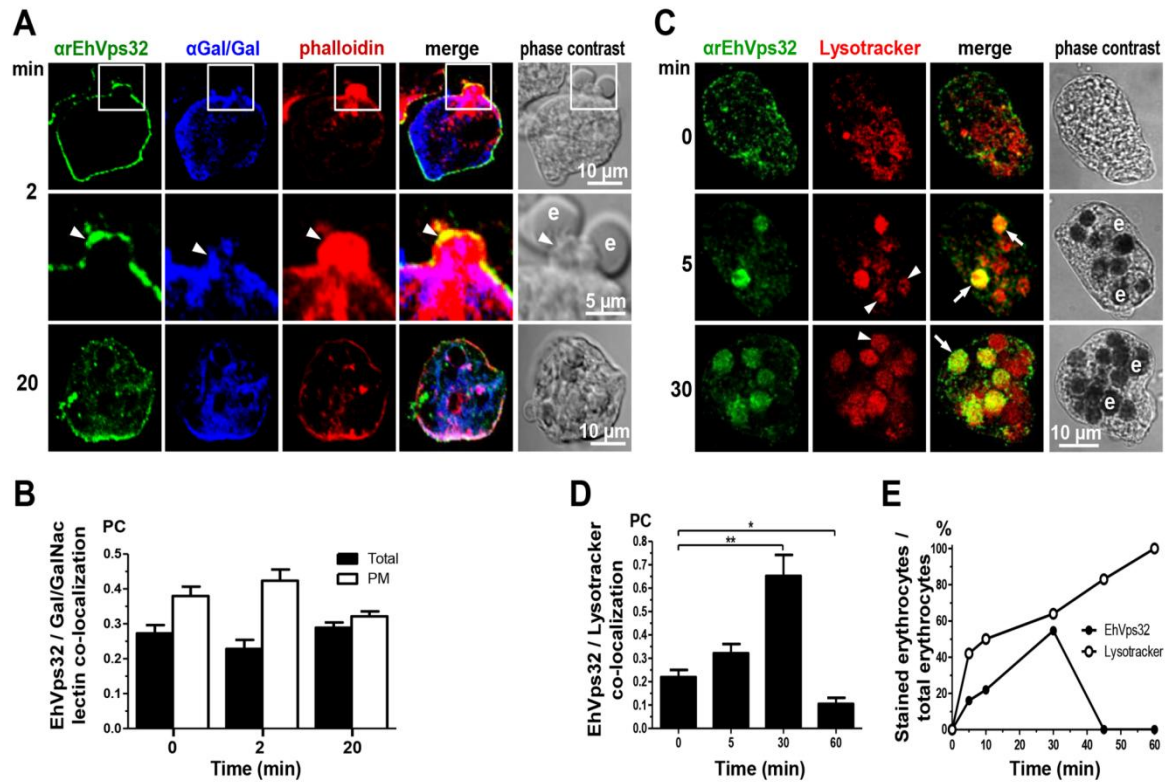 A
αrEhVps32 αGal/Gal phalloidin merge phase contrast
min
2
10 µm
e
e
5 µm
20
10 µm
C
αrEhVps32 Lysotracker merge phase contrast
min
0
5
e
e
30
e
e
10 µm
B
PC
EhVps32 / Gal/GalNac
lectin co-localization
0.5
0.4
0.3
0.2
0.1
0.0
Total
PM
0 2 20
Time (min)
D
PC
EhVps32 / Lysotracker
co-localization
0.8
0.7
0.6
0.5
0.4
0.3
0.2
0.1
0.0
*
**
0 5 30 60
Time (min)
E
%
Stained erythrocytes /
total erythrocytes
100
80
60
40
20
0
EhVps32
Lysotracker
0 10 20 30 40 50 60
Time (min)